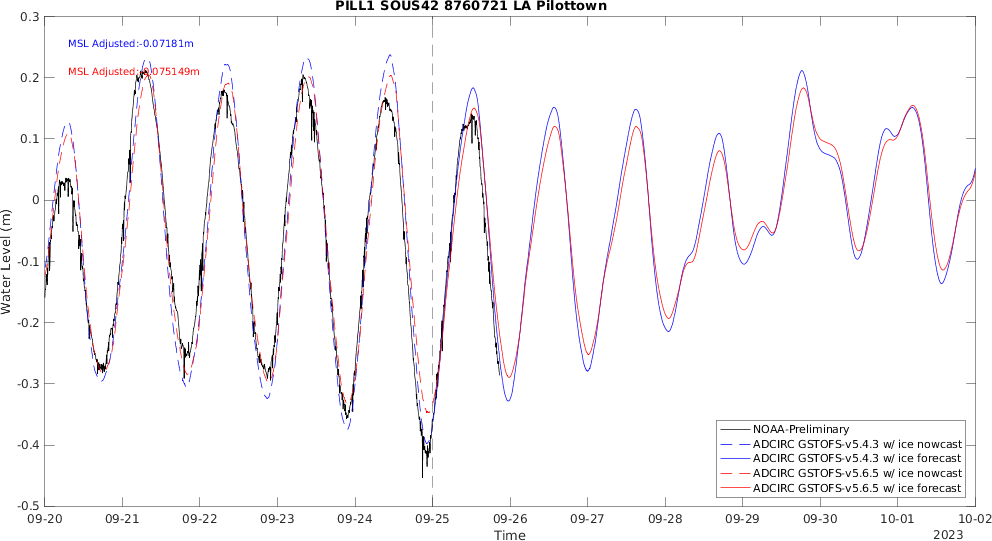 PILL1 SOUS42 8760721 LA Pilottown
0.3
0.2
0.1
0
-0.1
-0.2
-0.3
-0.4
-0.5
Water Level (m)
MSL Adjusted:-0.07181m
MSL Adjusted:-0.075149m
NOAA-Preliminary
ADCIRC GSTOFS-v5.4.3 w/ ice nowcast
ADCIRC GSTOFS-v5.4.3 w/ ice forecast
ADCIRC GSTOFS-v5.6.5 w/ ice nowcast
ADCIRC GSTOFS-v5.6.5 w/ ice forecast
09-20 09-21 09-22 09-23 09-24 09-25 09-26 09-27 09-28 09-29 09-30 10-01 10-02
Time
2023